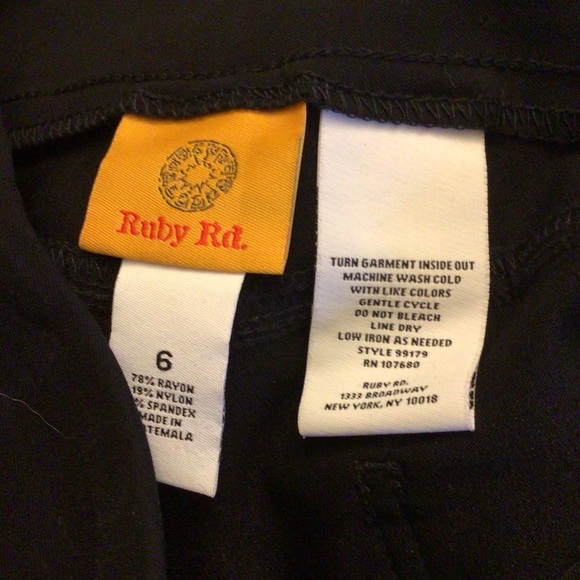 Ruby Rd.
6
78% RAYON
19% NYLON
% SPANDEX
MADE IN
TEMALA
TURN GARMENT INSIDE OUT
MACHINE WASH COLD
WITH LIKE COLORS
GENTLE CYCLE
DO NOT BLEACH
LINE DRY
LOW IRON AS NEEDED
STYLE 99179
RN 107680
RUBY RD.
1333 BROADWAY
NEW YORK, NY 10018